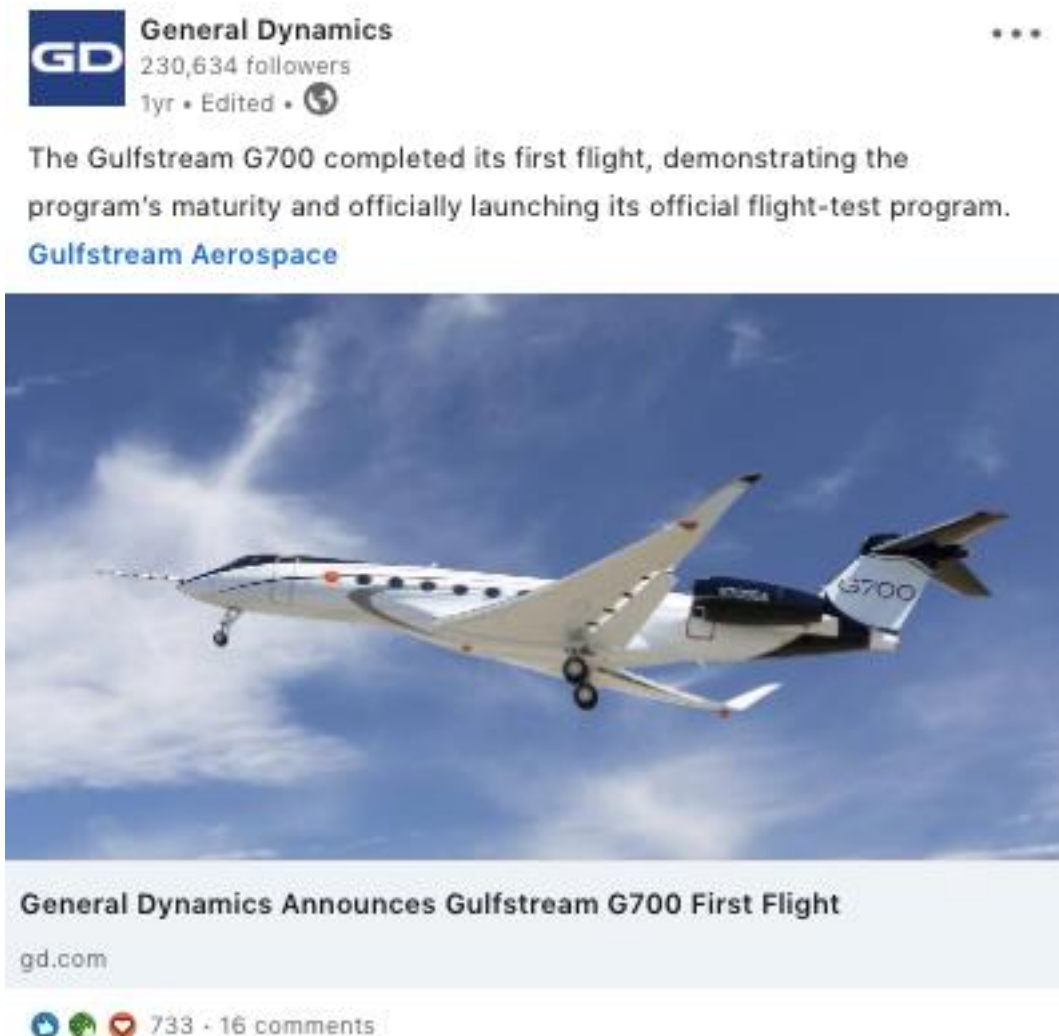 GD
General Dynamics
230,634 followers
1yr • Edited •
The Gulfstream G700 completed its first flight, demonstrating the
program's maturity and officially launching its official flight-test program.
Gulfstream Aerospace
G700
General Dynamics Announces Gulfstream G700 First Flight
gd.com
733 · 16 comments